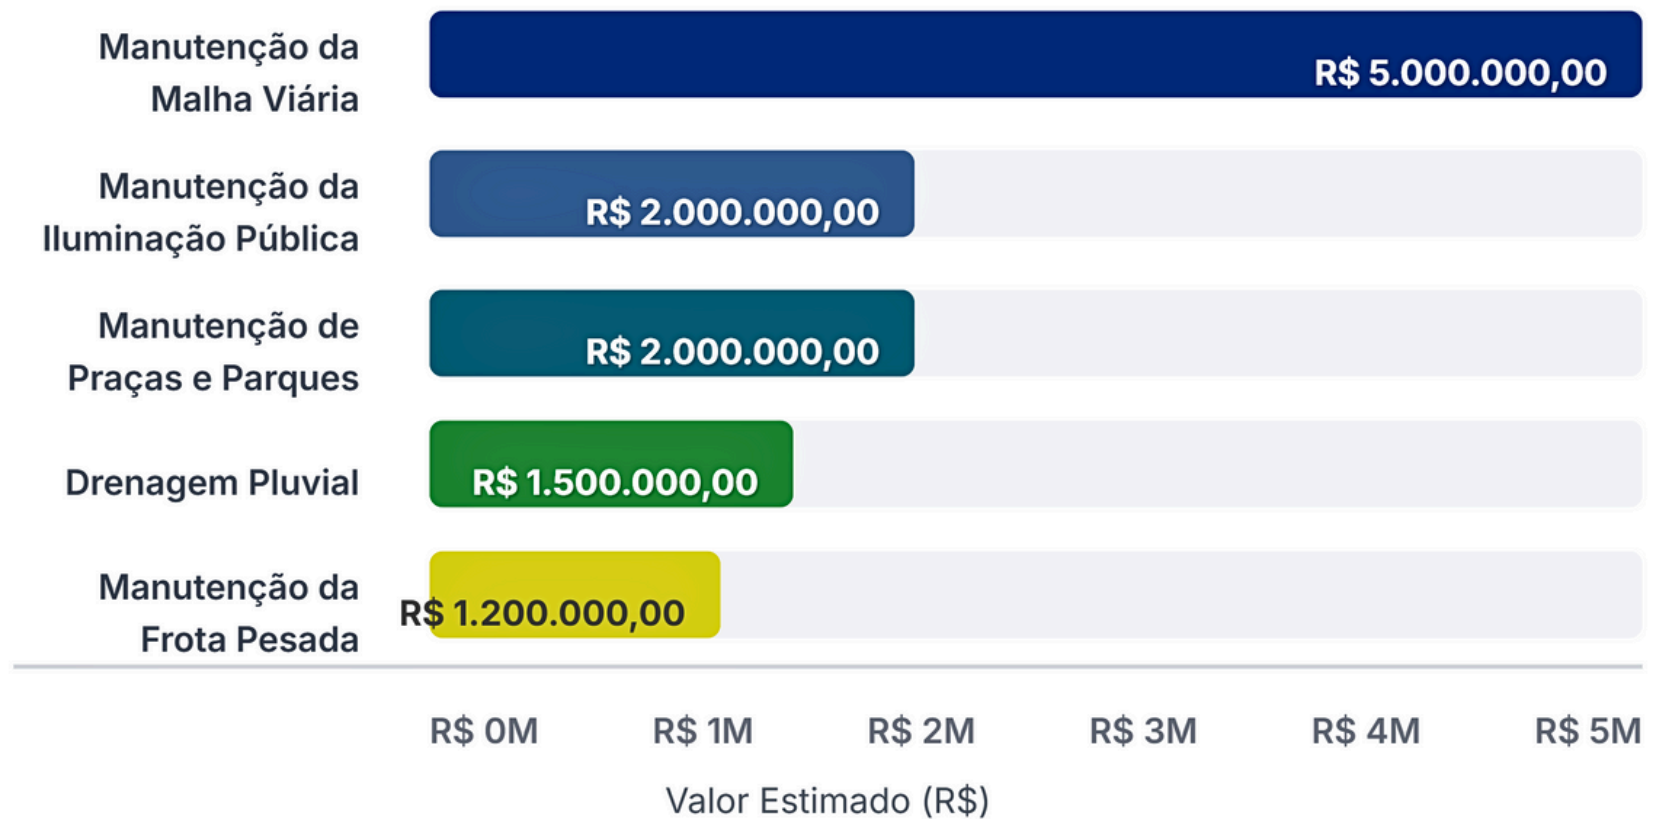 Manutenção da
Malha Viária
R$ 5.000.000,00
Manutenção da
Iluminação Pública
R$ 2.000.000,00
Manutenção de
Praças e Parques
R$ 2.000.000,00
Drenagem Pluvial
R$ 1.500.000,00
Manutenção da
Frota Pesada
R$ 1.200.000,00
R$ 0M R$ 1M R$ 2M R$ 3M R$ 4M R$ 5M
Valor Estimado (R$)